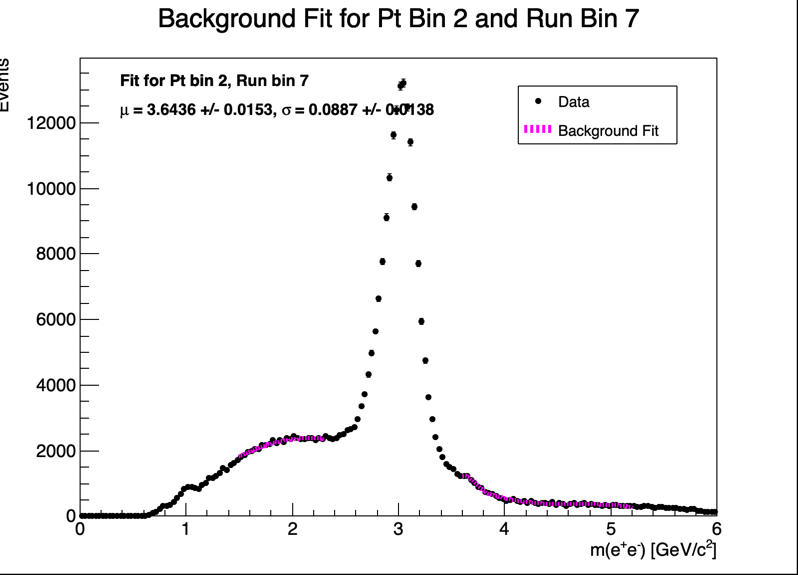 Background Fit for Pt Bin 2 and Run Bin 7
Events
Fit for Pt bin 2, Run bin 7
μ = 3.6436 +/- 0.0153, σ = 0.0887 +/- 0.0138
Data
Background Fit
12000
10000
8000
6000
4000
2000
0
0 1 2 3 4 5 6
m(e⁺e⁻) [GeV/c²]